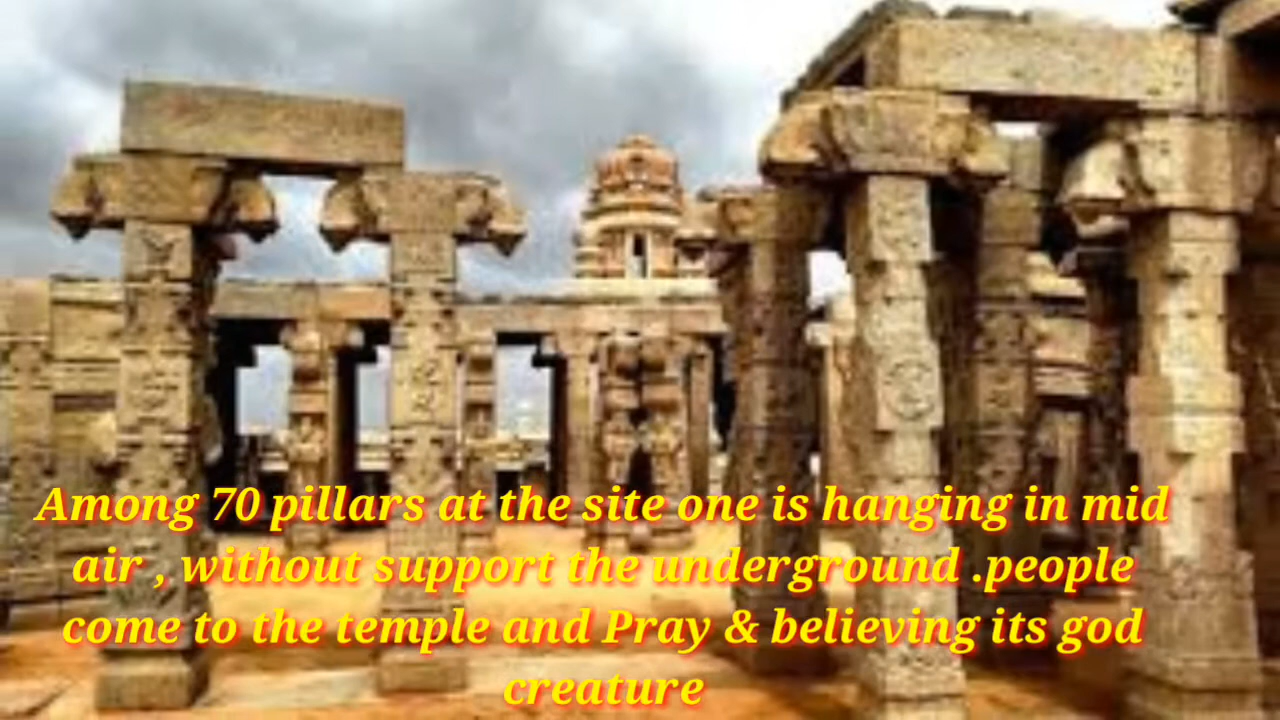 Among 70 pillars at the site one is hanging in mid
air , without support the underground .people
come to the temple and Pray & believing its god
creature